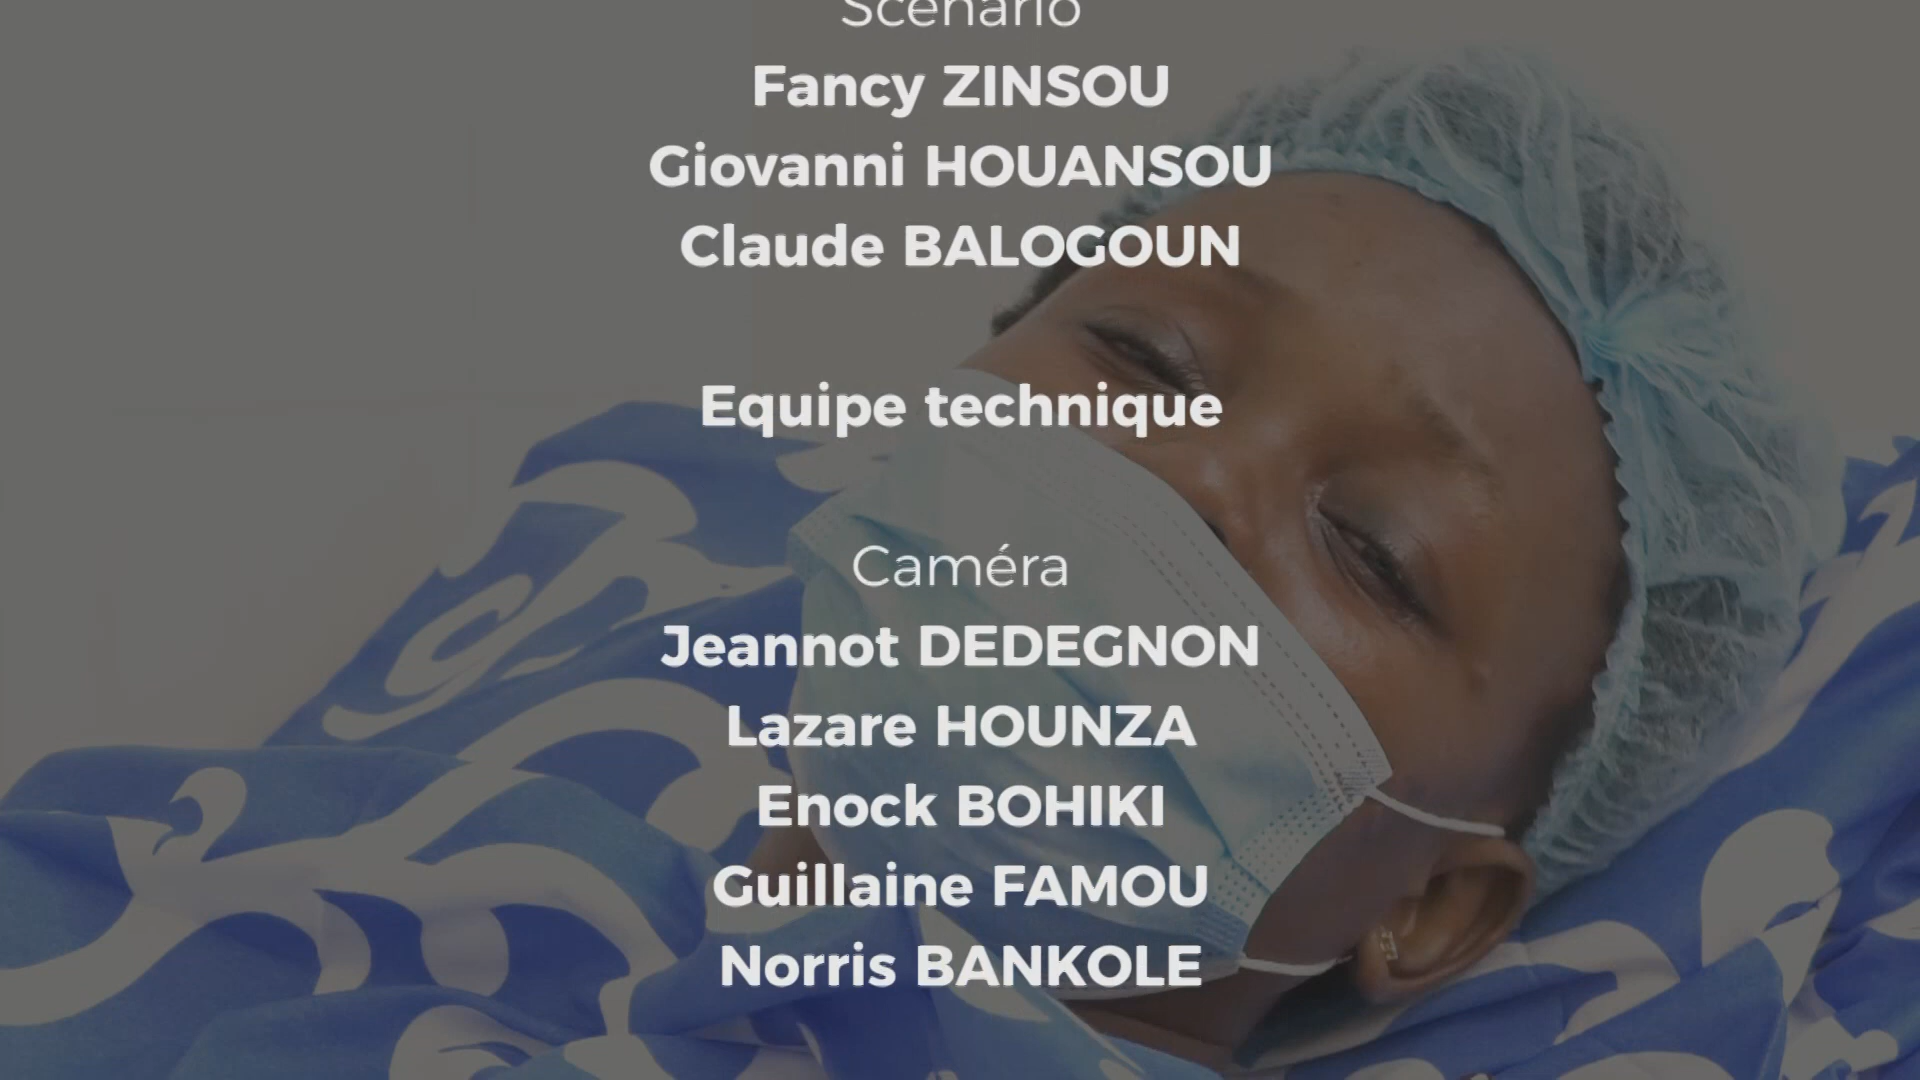 Scénario
Fancy ZINSOU
Giovanni HOUANSOU
Claude BALOGOUN
Equipe technique
Caméra
Jeannot DEDEGNON
Lazare HOUNZA
Enock BOHIKI
Guillaine FAMOU
Norris BANKOLE